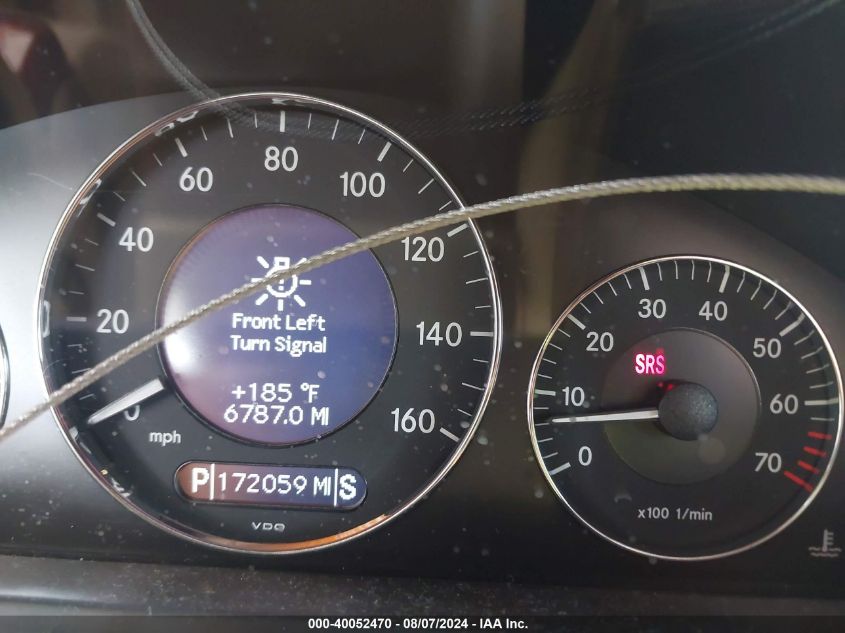 20
40
60
80
100
120
140
160
0
mph
Front Left
Turn Signal
+185 °F
6787.0 MI
P 172059 MI S
VDO
0
10
20
30
40
50
60
70
SRS
x100 1/min
000-40052470 - 08/07/2024 - IAA Inc.